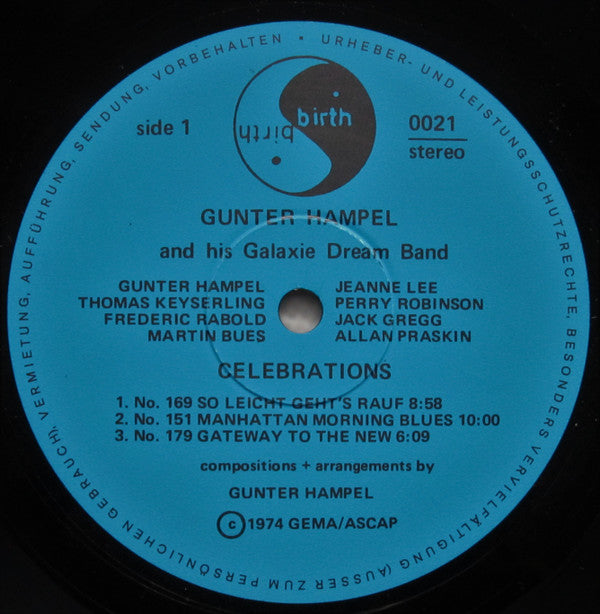 URHEBER- UND LEISTUNGSSCHUTZRECHTE, BESONDERS VERVIELFÄLTIGUNG (AUSSER ZUM PERSÖNLICHEN GEBRAUCH), VERMIETUNG, AUFFÜHRUNG, SENDUNG, VORBEHALTEN *
birth
birth
side 1
0021
stereo
GUNTER HAMPEL
and his Galaxie Dream Band
GUNTER HAMPEL JEANNE LEE
THOMAS KEYSERLING PERRY ROBINSON
FREDERIC RABOLD JACK GREGG
MARTIN BUES ALLAN PRASKIN
CELEBRATIONS
1. No. 169 SO LEICHT GEHT'S RAUF 8:58
2. No. 151 MANHATTAN MORNING BLUES 10:00
3. No. 179 GATEWAY TO THE NEW 6:09
compositions + arrangements by
GUNTER HAMPEL
© 1974 GEMA/ASCAP